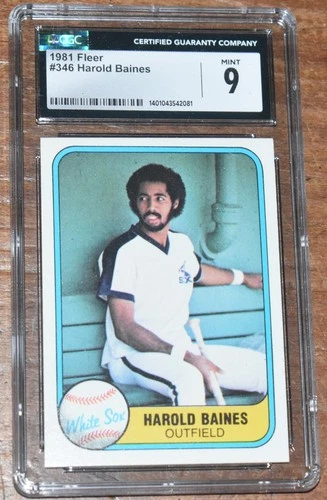 CGC
CERTIFIED GUARANTY COMPANY
1981 Fleer
#346 Harold Baines
MINT
9
1401043542081
White Sox
HAROLD BAINES
OUTFIELD